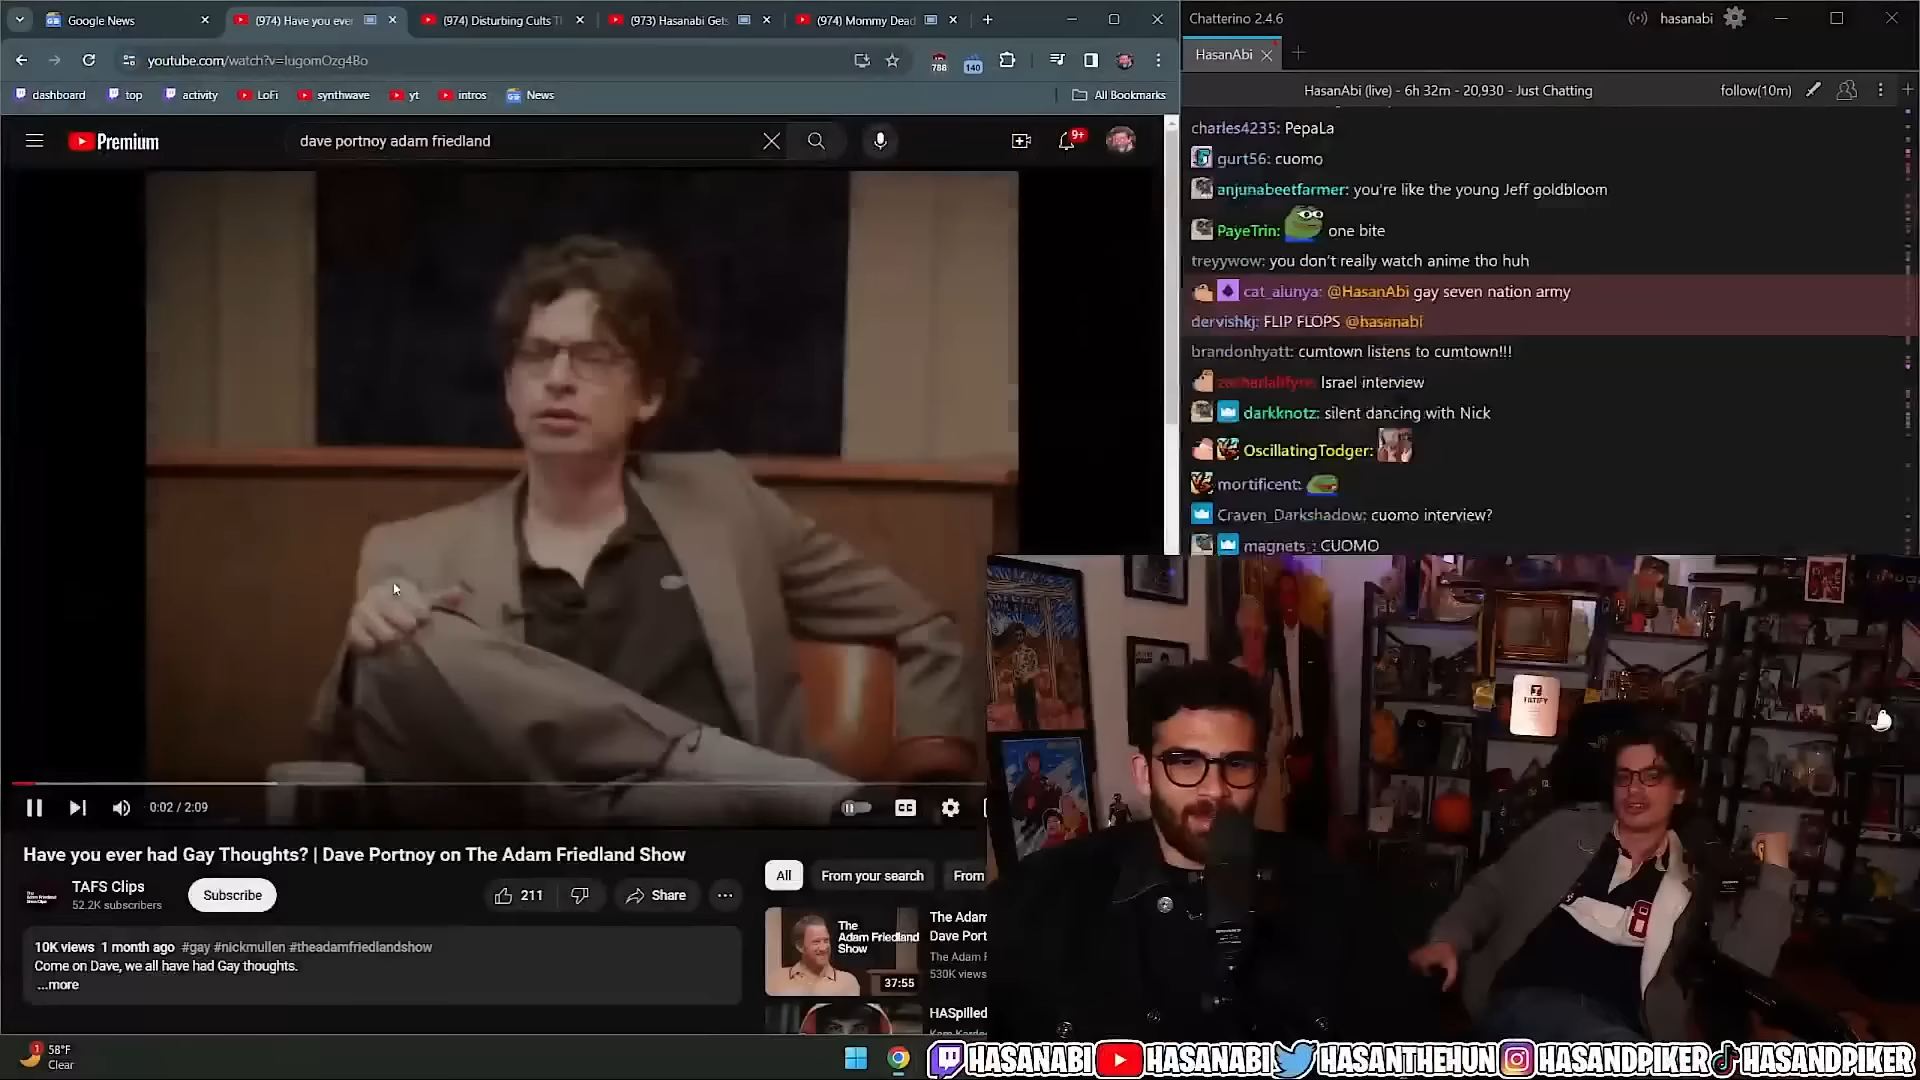 Google News
(974) Have you ever
(974) Disturbing Cults T
(973) Hasanabi Gets
(974) Mommy Dead
youtube.com/watch?v=lugomOzg4Bo
788
140
dashboard
top
activity
LoFi
synthwave
yt
intros
News
All Bookmarks
Premium
dave portnoy adam friedland
9+
0:02 / 2:09
CC
Have you ever had Gay Thoughts? | Dave Portnoy on The Adam Friedland Show
TAFS Clips
52.2K subscribers
Subscribe
211
Share
10K views 1 month ago #gay #nickmullen #theadamfriedlandshow
Come on Dave, we all have had Gay thoughts.
...more
All
From your search
From
The
Adam
Friedland
Show
37:55
The Adam
Dave Port
The Adam F
530K views
HASpilled
58°F
Clear
Chatterino 2.4.6
hasanabi
HasanAbi
HasanAbi (live) - 6h 32m - 20,930 - Just Chatting
follow(10m)
charles4235: PepaLa
gurt56: cuomo
anjunabeetfarmer: you're like the young Jeff goldbloom
PayeTrin: one bite
treyywow: you don't really watch anime tho huh
cat_alunya: @HasanAbi gay seven nation army
dervishkj: FLIP FLOPS @hasanabi
brandonhyatt: cumtown listens to cumtown!!!
Israel interview
darkknotz: silent dancing with Nick
OscillatingTodger:
mortificent:
Craven_Darkshadow: cuomo interview?
magnets_: CUOMO
HASANABI
HASANABI
HASANTHEHUN
HASANDPIKER
HASANDPIKER